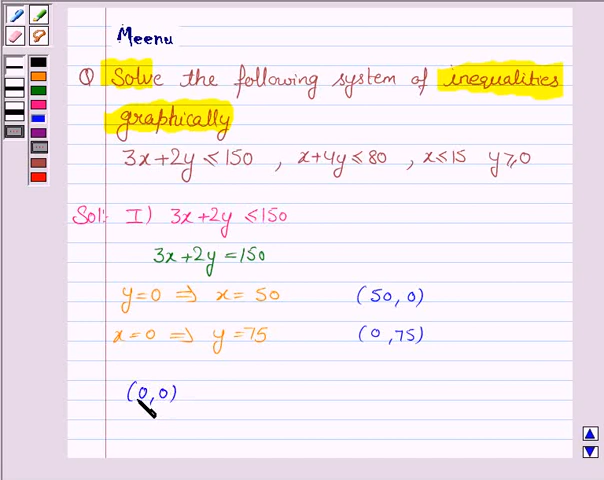 Meenu
Q Solve the following system of inequalities
graphically
3x+2y ≤ 150 , x+4y ≤ 80 , x ≤ 15 y ≥ 0
Sol: I) 3x+2y ≤ 150
3x+2y = 150
y=0 ⇒ x = 50 (50, 0)
x=0 ⇒ y = 75 (0, 75)
(0, 0)